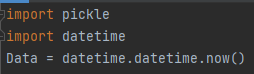 import pickle
import datetime
Data = datetime.datetime.now()